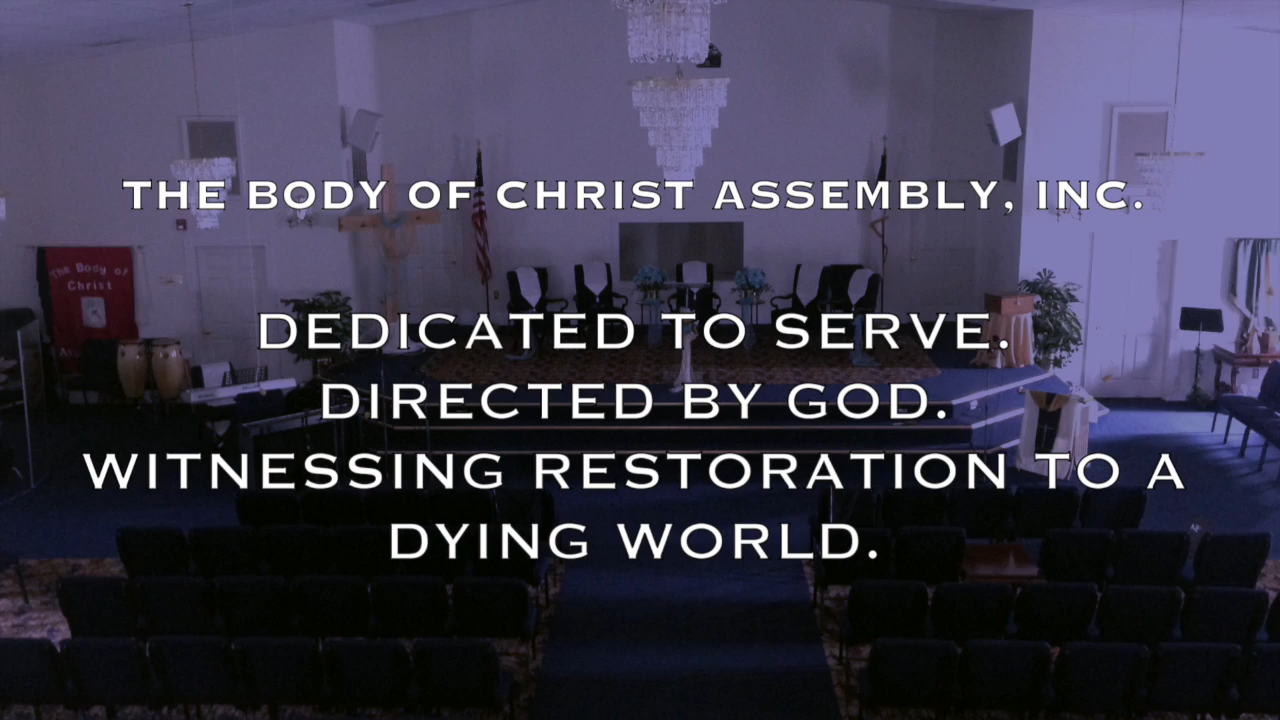 THE BODY OF CHRIST ASSEMBLY, INC.
DEDICATED TO SERVE.
DIRECTED BY GOD.
WITNESSING RESTORATION TO A
DYING WORLD.
The Body of
Christ